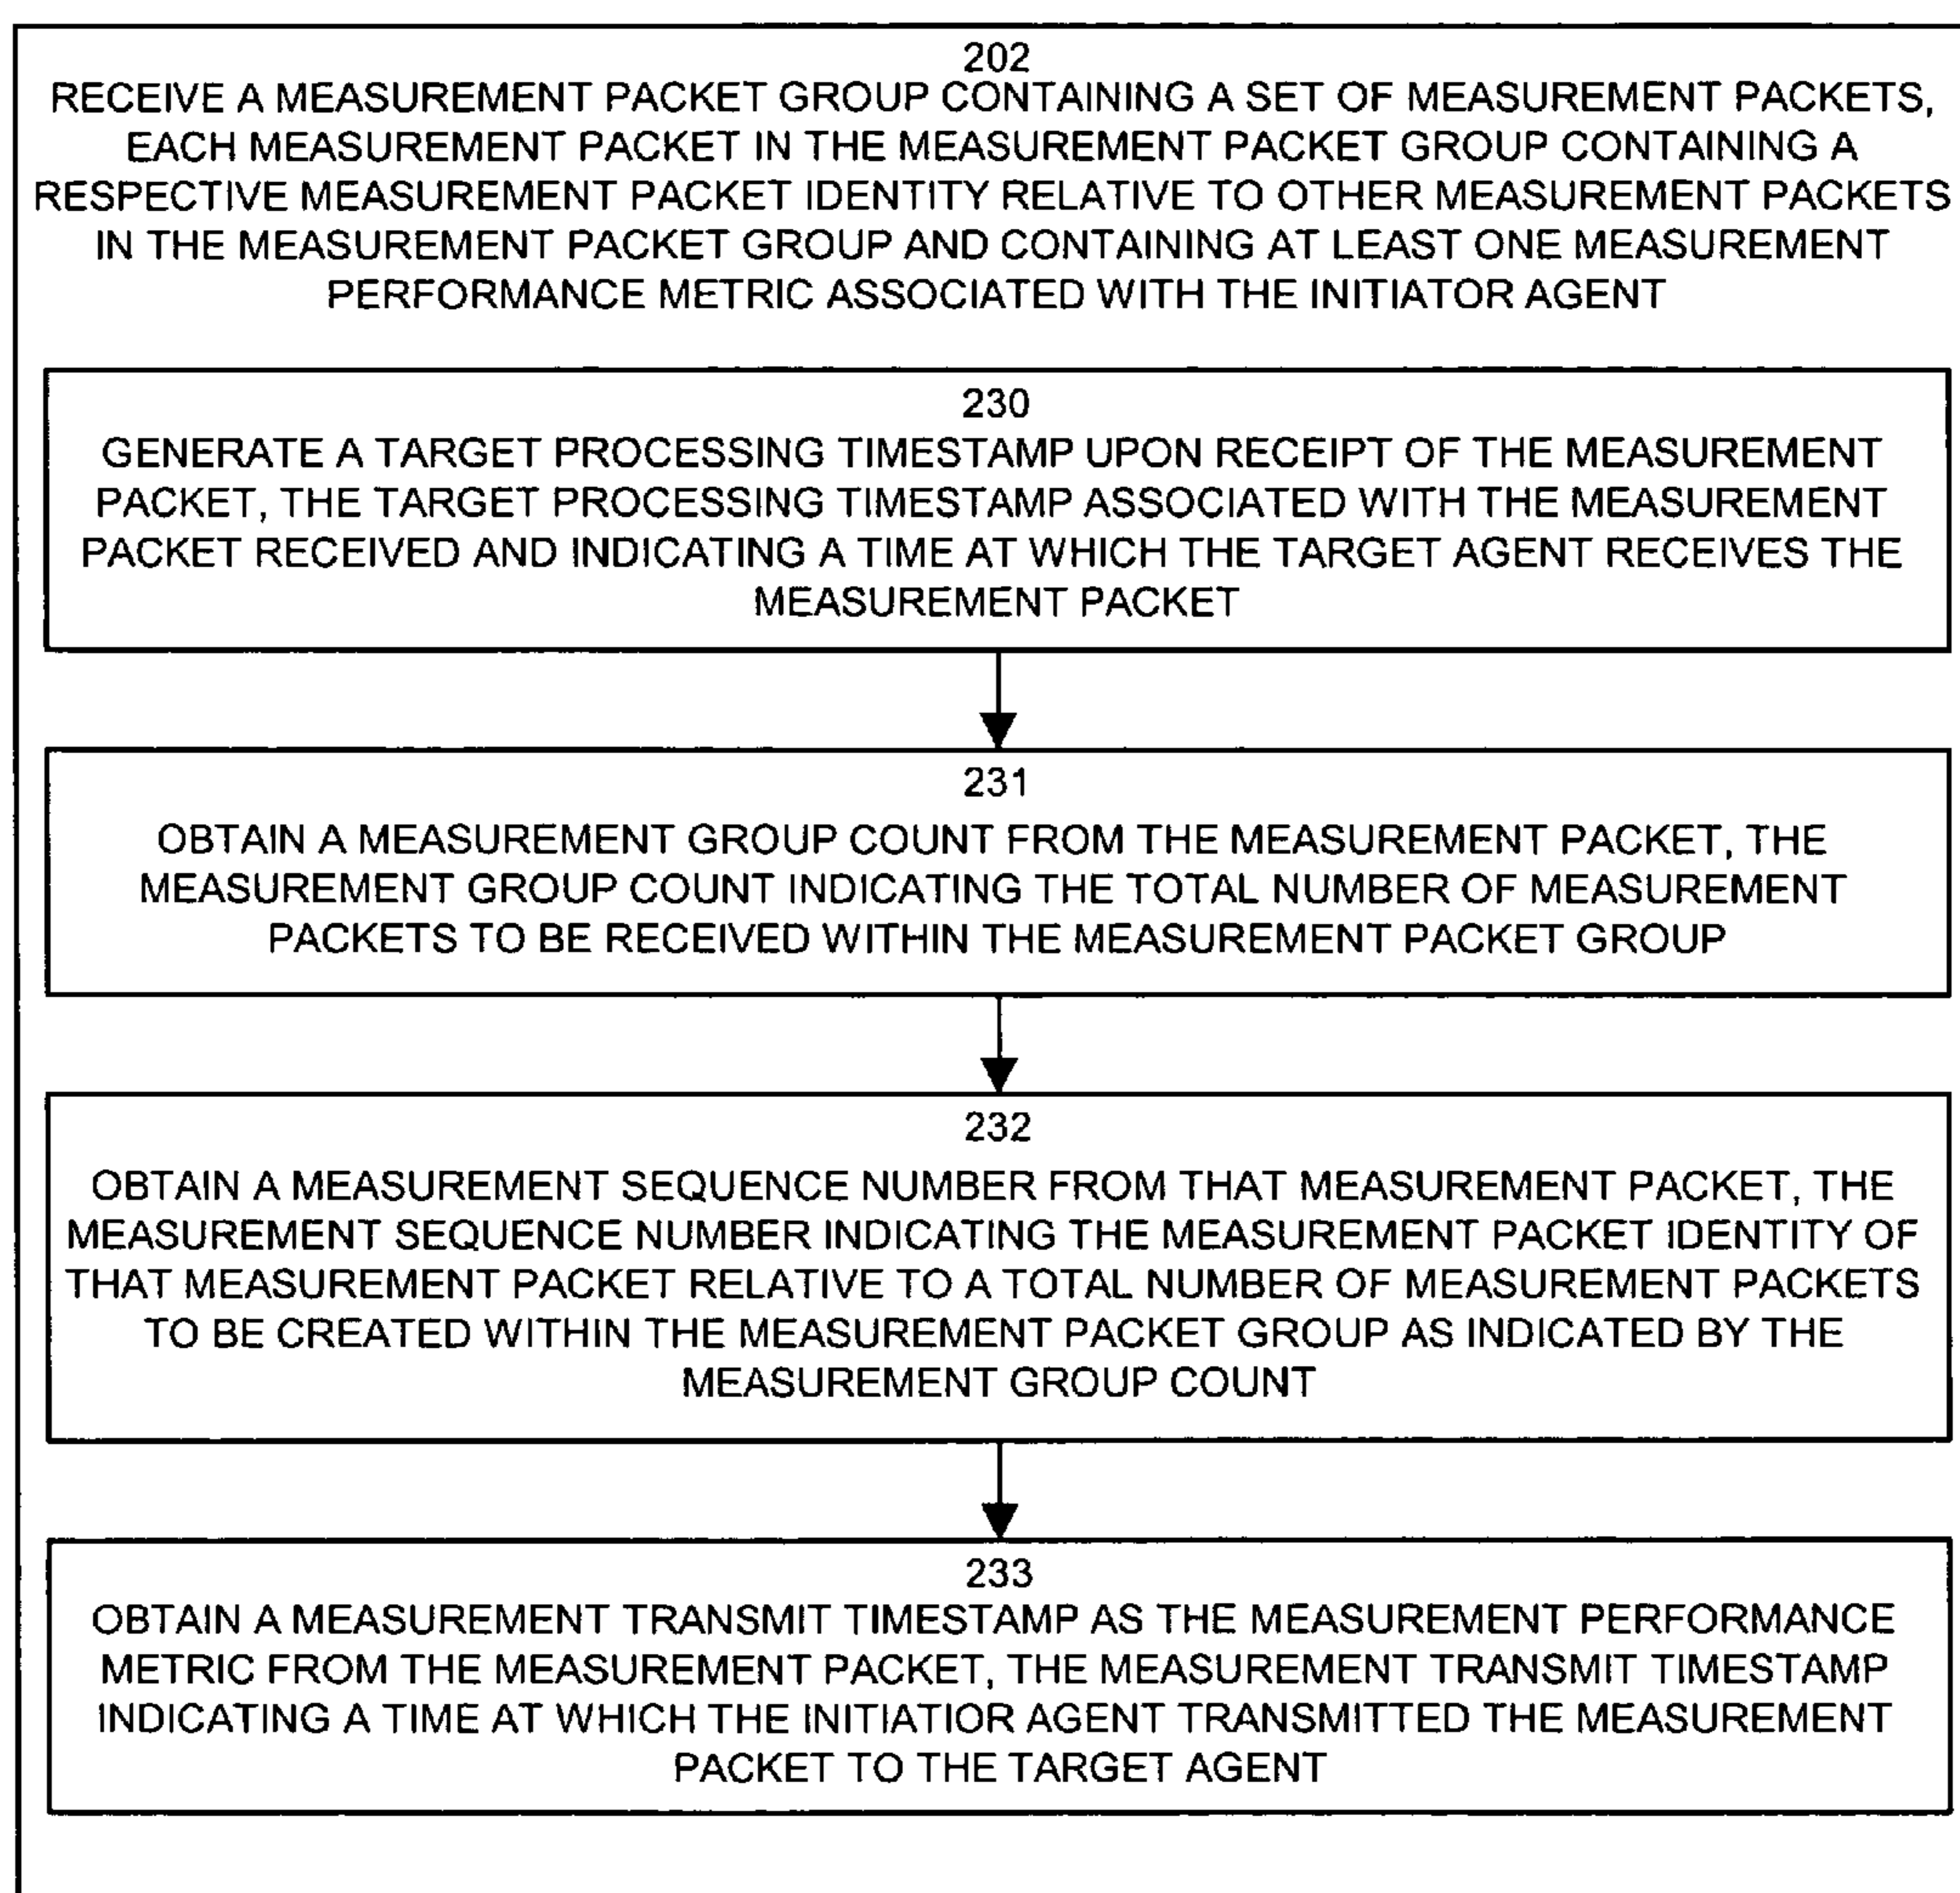 202
RECEIVE A MEASUREMENT PACKET GROUP CONTAINING A SET OF MEASUREMENT PACKETS,
EACH MEASUREMENT PACKET IN THE MEASUREMENT PACKET GROUP CONTAINING A
RESPECTIVE MEASUREMENT PACKET IDENTITY RELATIVE TO OTHER MEASUREMENT PACKETS
IN THE MEASUREMENT PACKET GROUP AND CONTAINING AT LEAST ONE MEASUREMENT
PERFORMANCE METRIC ASSOCIATED WITH THE INITIATOR AGENT
230
GENERATE A TARGET PROCESSING TIMESTAMP UPON RECEIPT OF THE MEASUREMENT
PACKET, THE TARGET PROCESSING TIMESTAMP ASSOCIATED WITH THE MEASUREMENT
PACKET RECEIVED AND INDICATING A TIME AT WHICH THE TARGET AGENT RECEIVES THE
MEASUREMENT PACKET
231
OBTAIN A MEASUREMENT GROUP COUNT FROM THE MEASUREMENT PACKET, THE
MEASUREMENT GROUP COUNT INDICATING THE TOTAL NUMBER OF MEASUREMENT
PACKETS TO BE RECEIVED WITHIN THE MEASUREMENT PACKET GROUP
232
OBTAIN A MEASUREMENT SEQUENCE NUMBER FROM THAT MEASUREMENT PACKET, THE
MEASUREMENT SEQUENCE NUMBER INDICATING THE MEASUREMENT PACKET IDENTITY OF
THAT MEASUREMENT PACKET RELATIVE TO A TOTAL NUMBER OF MEASUREMENT PACKETS
TO BE CREATED WITHIN THE MEASUREMENT PACKET GROUP AS INDICATED BY THE
MEASUREMENT GROUP COUNT
233
OBTAIN A MEASUREMENT TRANSMIT TIMESTAMP AS THE MEASUREMENT PERFORMANCE
METRIC FROM THE MEASUREMENT PACKET, THE MEASUREMENT TRANSMIT TIMESTAMP
INDICATING A TIME AT WHICH THE INITIATIOR AGENT TRANSMITTED THE MEASUREMENT
PACKET TO THE TARGET AGENT